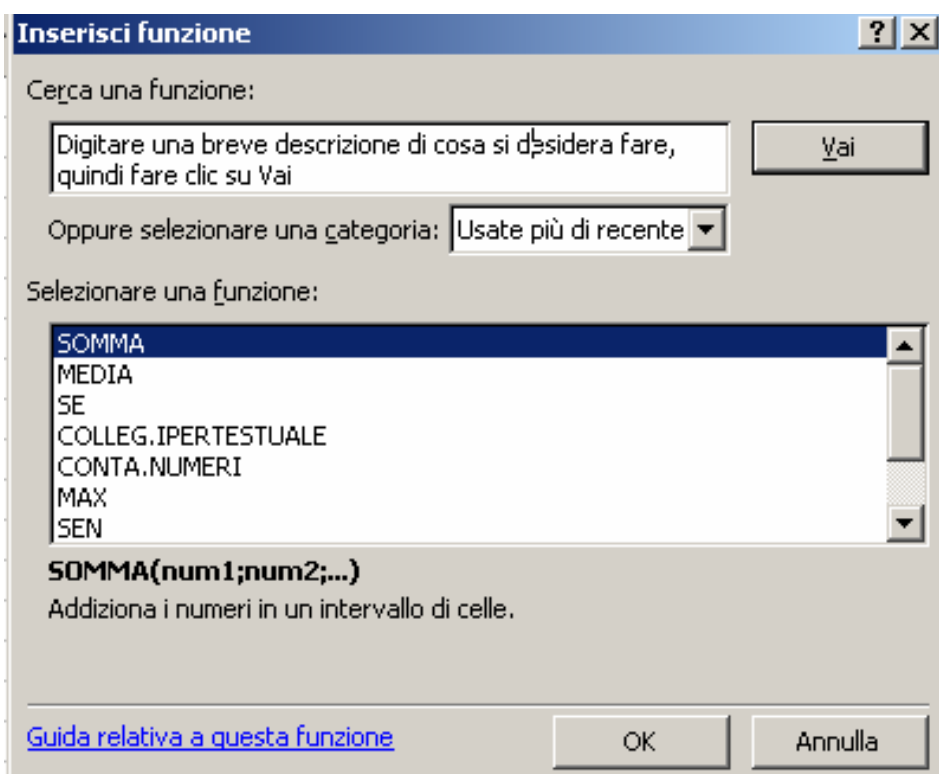 Inserisci funzione
Cerca una funzione:
Digitare una breve descrizione di cosa si desidera fare,
quindi fare clic su Vai
Vai
Oppure selezionare una categoria: Usate più di recente
Selezionare una funzione:
SOMMA
MEDIA
SE
COLLEG.IPERTESTUALE
CONTA.NUMERI
MAX
SEN
SOMMA(num1;num2;...)
Addiziona i numeri in un intervallo di celle.
Guida relativa a questa funzione
OK
Annulla